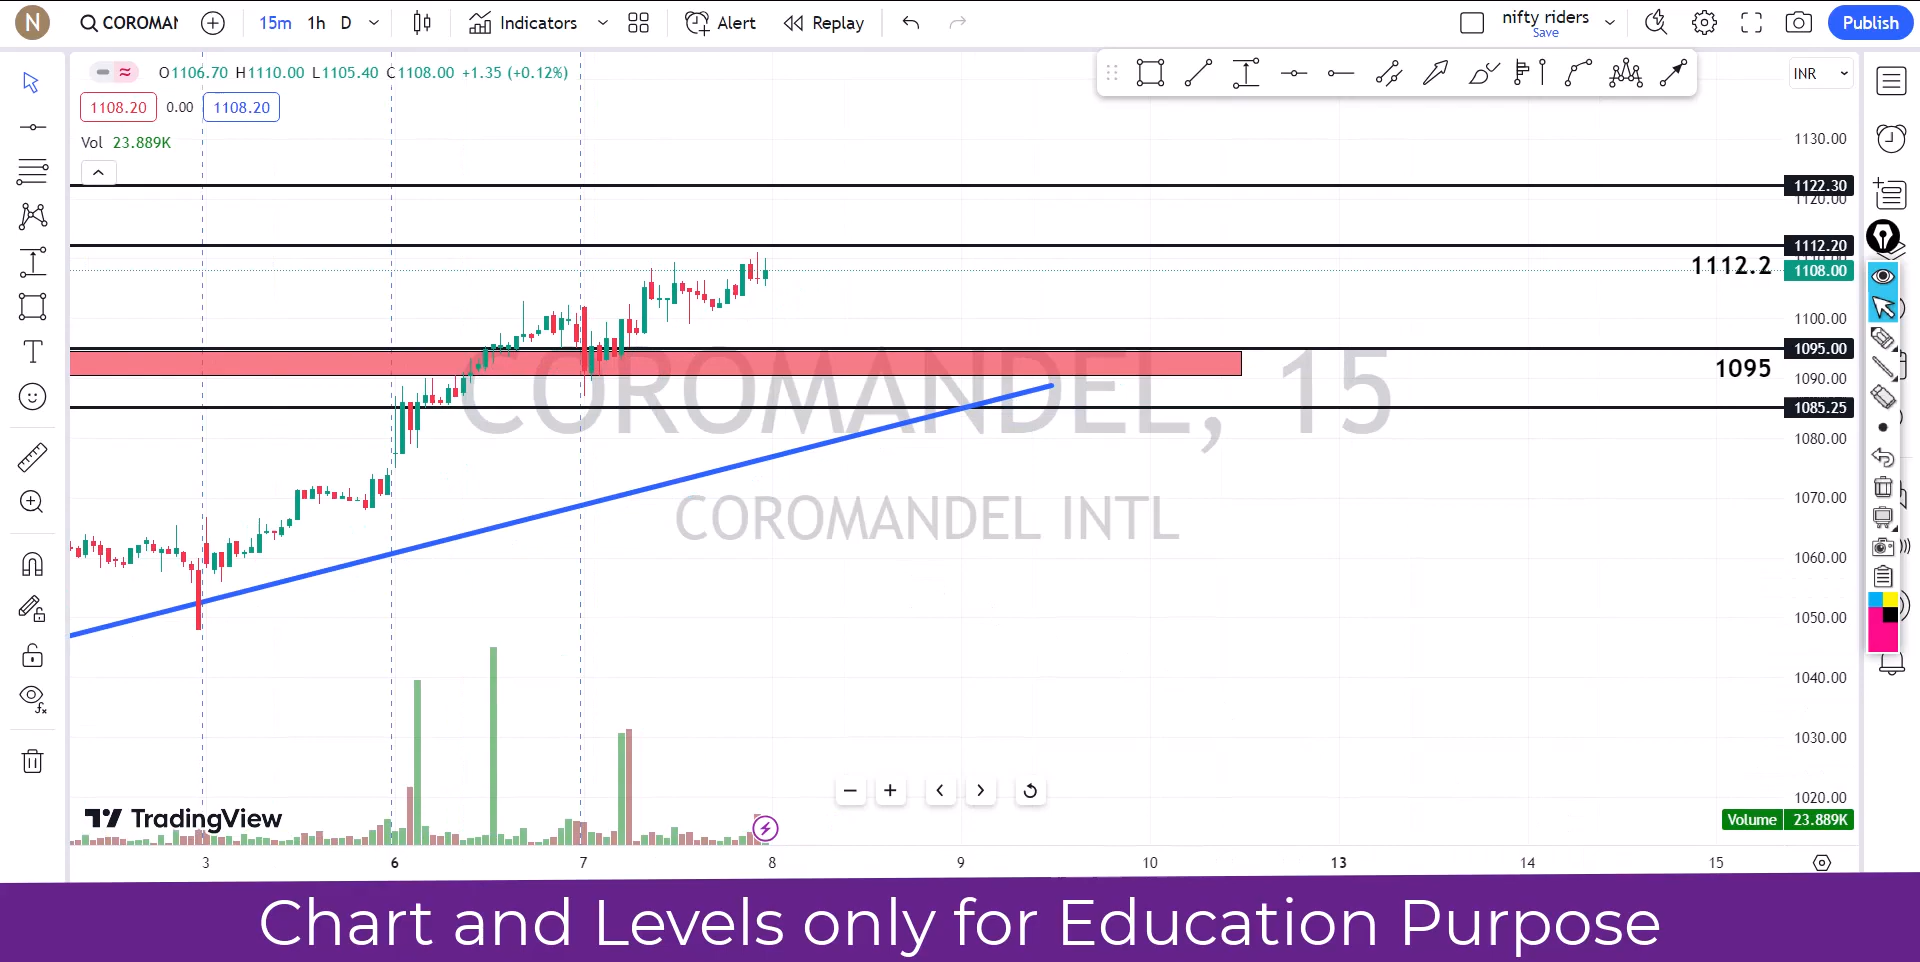 N
COROMAN
15m
1h
D
Indicators
Alert
Replay
nifty riders
Save
Publish
O1106.70 H1110.00 L1105.40 C1108.00 +1.35 (+0.12%)
INR
1108.20
0.00
1108.20
Vol 23.889K
1130.00
1122.30
1120.00
1112.20
1112.2
1108.00
1100.00
1095.00
1095
1090.00
1085.25
1080.00
1070.00
1060.00
1050.00
1040.00
1030.00
1020.00
COROMANDEL, 15
COROMANDEL INTL
T
TradingView
Volume 23.889K
3 6 7 8 9 10 13 14 15
Chart and Levels only for Education Purpose